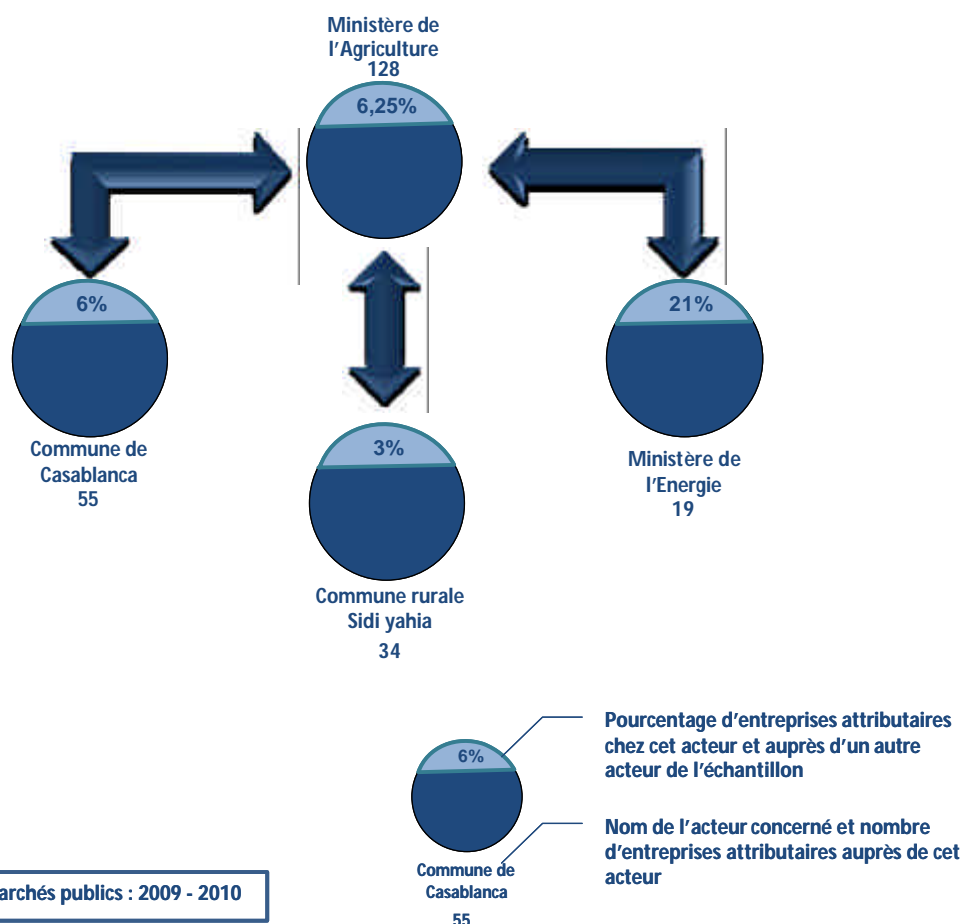 Ministère de
l'Agriculture
128
6,25%
6%
21%
Commune de
Casablanca
55
3%
Ministère de
l'Energie
19
Commune rurale
Sidi yahia
34
Pourcentage d'entreprises attributaires
chez cet acteur et auprès d'un autre
acteur de l'échantillon
6%
Nom de l'acteur concerné et nombre
d'entreprises attributaires auprès de cet
acteur
Commune de
Casablanca
55
archés publics : 2009 - 2010